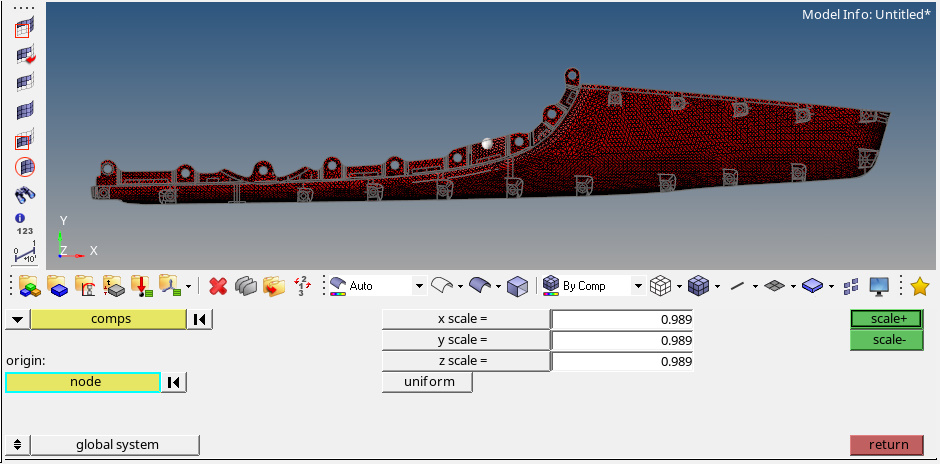 Model Info: Untitled*
Y
Z X
123
Auto
By Comp
comps
x scale = 0.989
scale+
y scale = 0.989
scale-
origin:
z scale = 0.989
node
uniform
global system
return